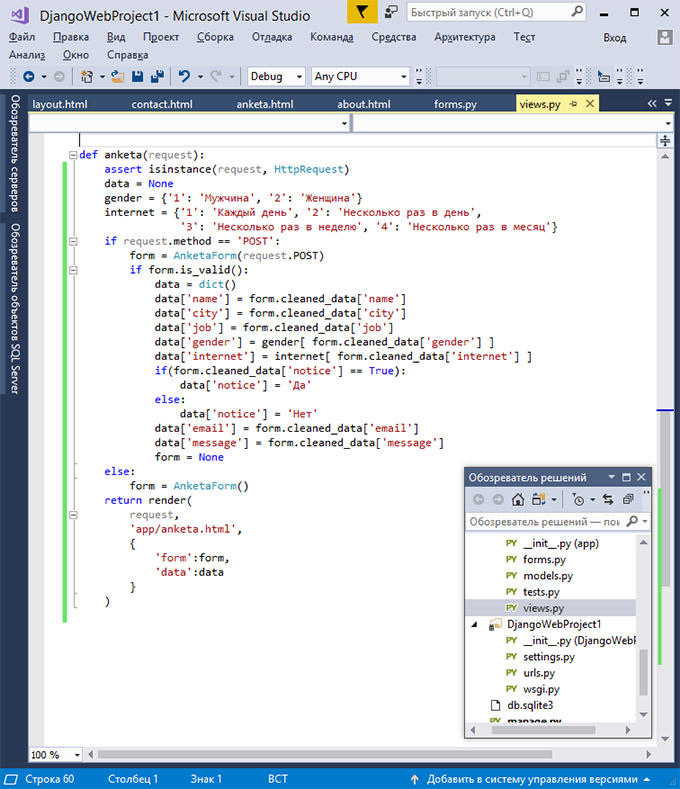 DjangoWebProject1 - Microsoft Visual Studio
Быстрый запуск (Ctrl+Q)
Файл Правка Вид Проект Сборка Отладка Команда Средства Архитектура Тест Вход
Анализ Окно Справка
Debug Any CPU
layout.html contact.html anketa.html about.html forms.py views.py
Обозреватель серверов
Обозреватель объектов SQL Server
def anketa(request):
    assert isinstance(request, HttpRequest)
    data = None
    gender = {'1': 'Мужчина', '2': 'Женщина'}
    internet = {'1': 'Каждый день', '2': 'Несколько раз в день',
                '3': 'Несколько раз в неделю', '4': 'Несколько раз в месяц'}
    if request.method == 'POST':
        form = AnketaForm(request.POST)
        if form.is_valid():
            data = dict()
            data['name'] = form.cleaned_data['name']
            data['city'] = form.cleaned_data['city']
            data['job'] = form.cleaned_data['job']
            data['gender'] = gender[ form.cleaned_data['gender'] ]
            data['internet'] = internet[ form.cleaned_data['internet'] ]
            if(form.cleaned_data['notice'] == True):
                data['notice'] = 'Да'
            else:
                data['notice'] = 'Нет'
            data['email'] = form.cleaned_data['email']
            data['message'] = form.cleaned_data['message']
            form = None
    else:
        form = AnketaForm()
    return render(
        request,
        'app/anketa.html',
        {
            'form':form,
            'data':data
        }
    )
Обозреватель решений
Обозреватель решений — пои
PY __init__.py (app)
PY forms.py
PY models.py
PY tests.py
PY views.py
DjangoWebProject1
PY __init__.py (DjangoWebP
PY settings.py
PY urls.py
PY wsgi.py
db.sqlite3
PY manage.py
100 %
Строка 60 Столбец 1 Знак 1 ВСТ Добавить в систему управления версиями